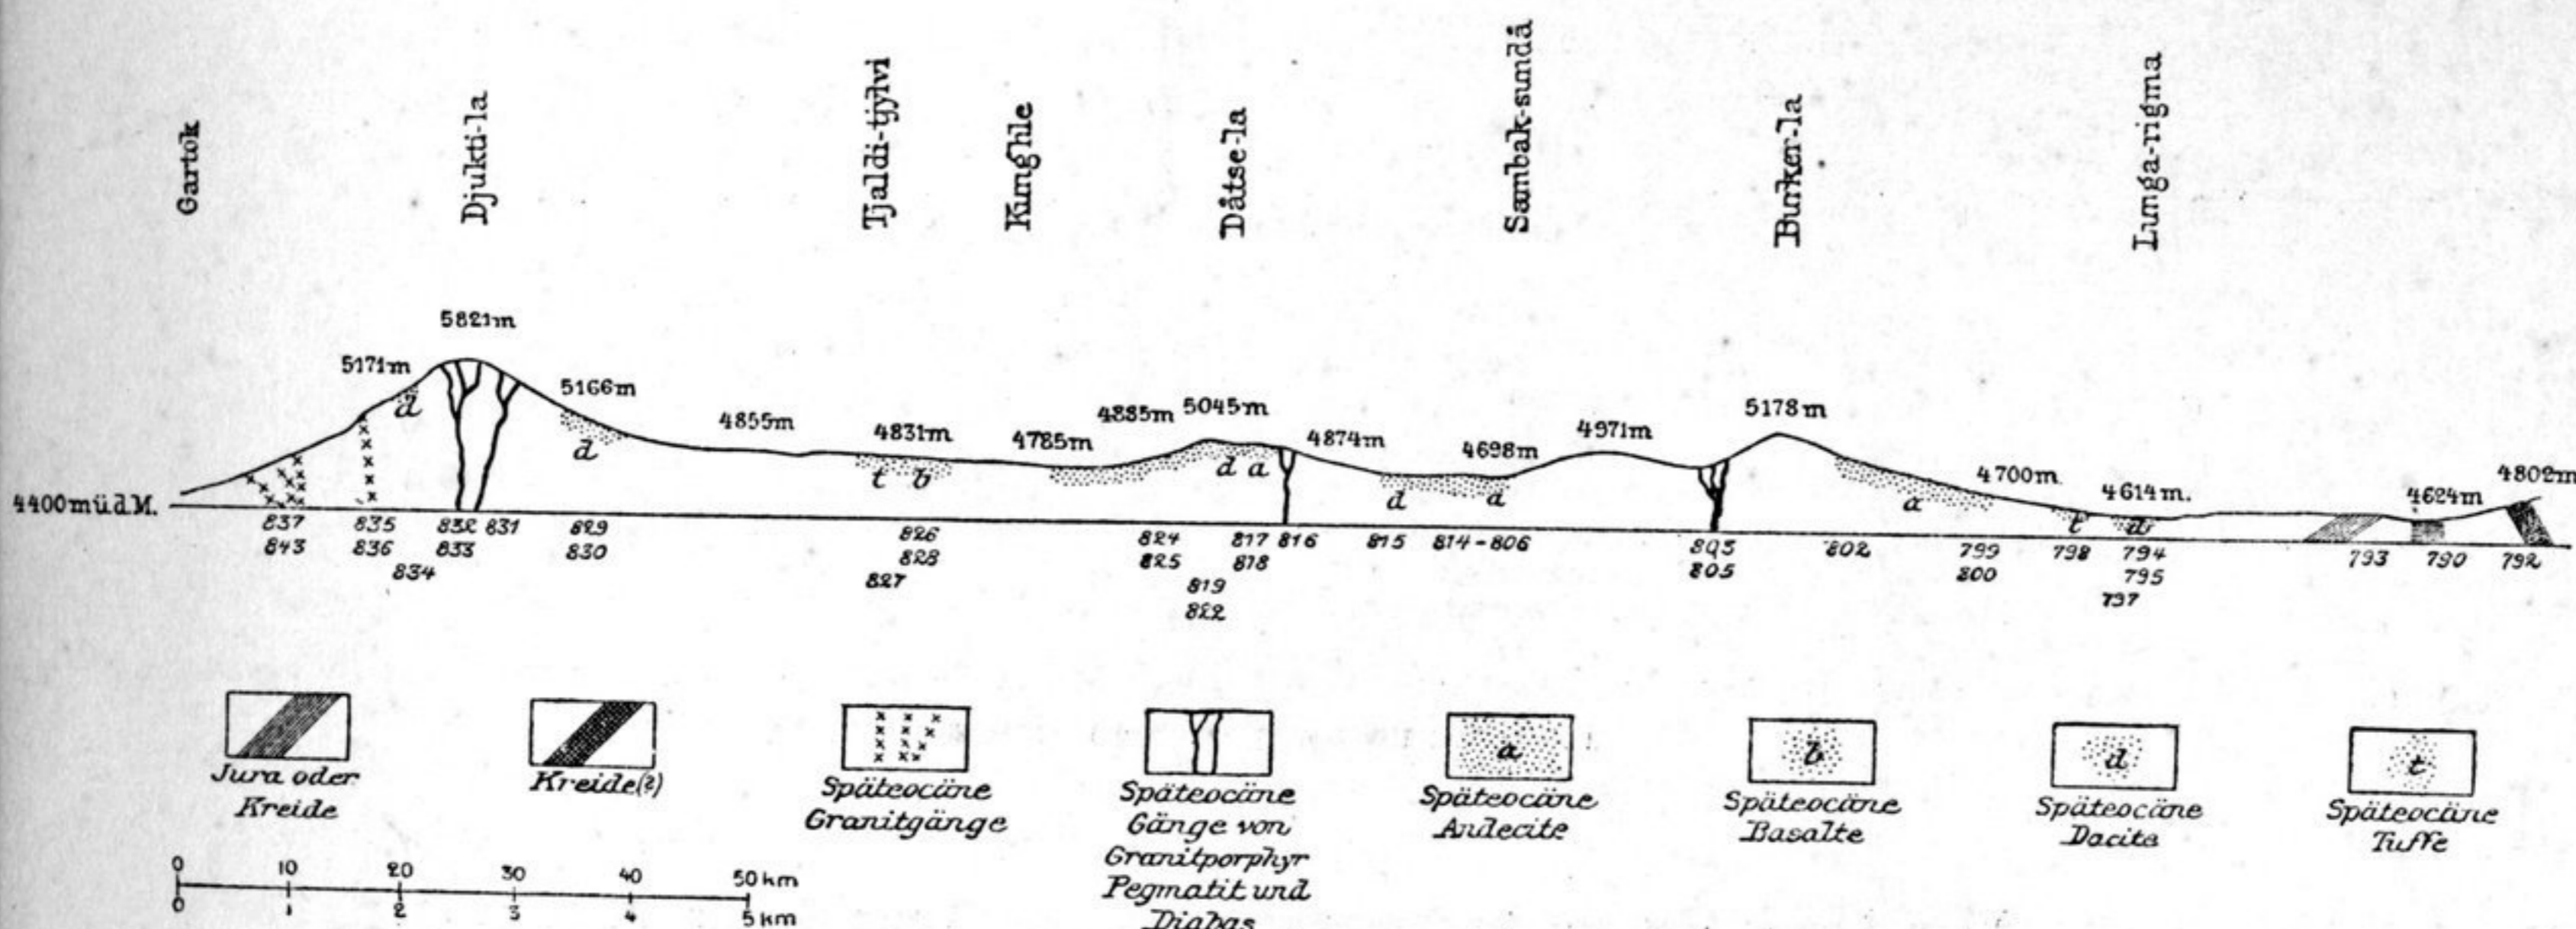 Gartok
Djukti-la
Tjaldi-tjylvi
Kunghle
Dåtse-la
Sambak-sumdå
Burker-la
Lunga-rigma
5821m
5171m
5166m
4855m
4831m
4785m
4885m
5045m
4874m
4698m
4971m
5178m
4700m
4614m.
4624m
4802m
d
d
t b
d a
d
a
t
d
4400m ü.d.M.
837 835 832 831 829 826 824 817 816 815 814-806 802 799 798 794 793 790 792
843 836 833 830 828 825 818 805 800 795
834 827 819 797
822
a
b
d
t
Jura oder
Kreide
Kreide(?)
Späteocäne
Granitgänge
Späteocäne
Gänge von
Granitporphyr
Pegmatit und
Diabas
Späteocäne
Andecite
Späteocäne
Basalte
Späteocäne
Dacite
Späteocäne
Tuffe
0 10 20 30 40 50 km
0 1 2 3 4 5 km